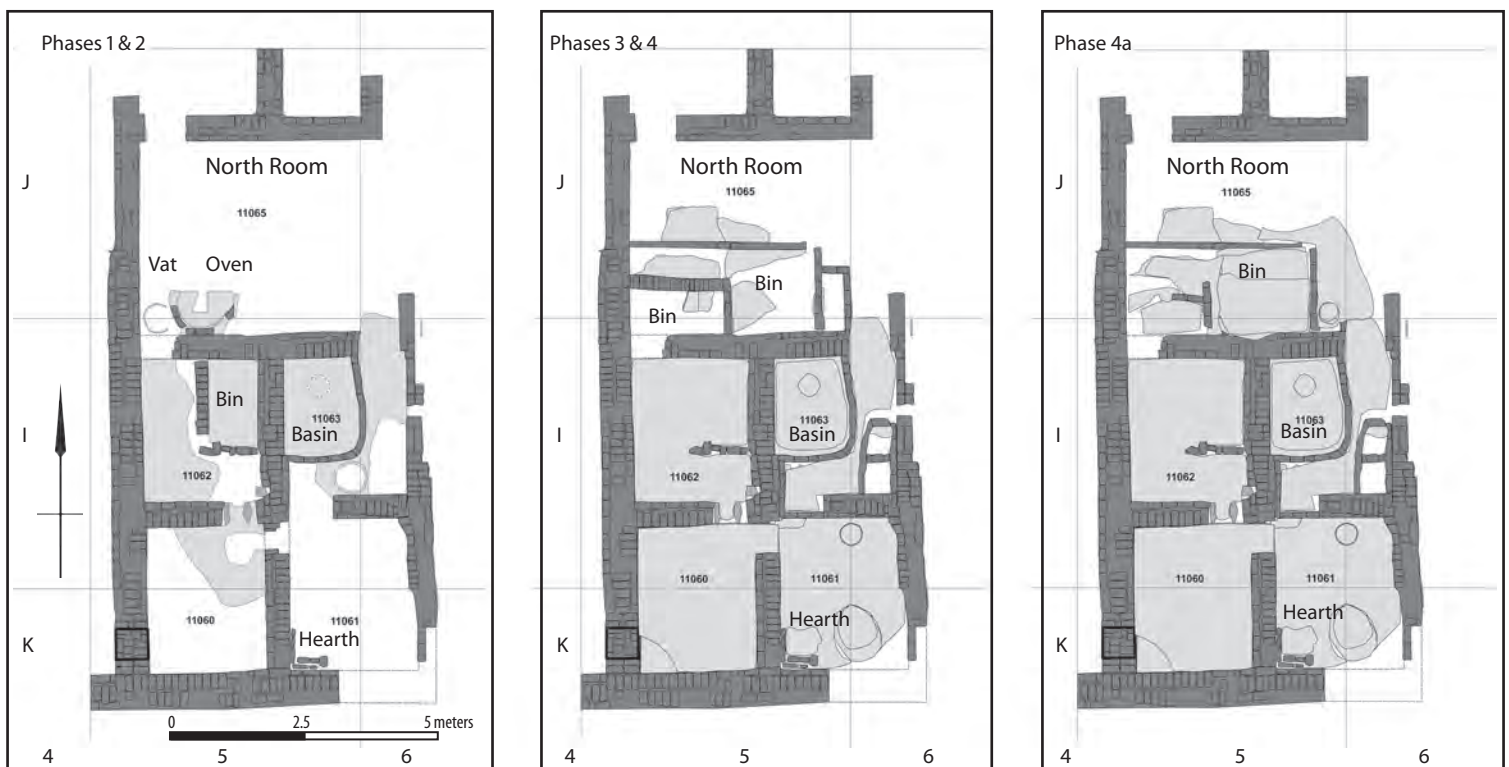 Phases 1 & 2
North Room
J
11065
Vat
Oven
Bin
11063
Basin
I
11062
11060
11061
Hearth
K
0
2.5
5 meters
4
5
6
Phases 3 & 4
North Room
J
11065
Bin
Bin
11063
Basin
I
11062
11060
11061
Hearth
K
4
5
6
Phase 4a
North Room
J
11065
Bin
11063
Basin
I
11062
11060
11061
Hearth
K
4
5
6